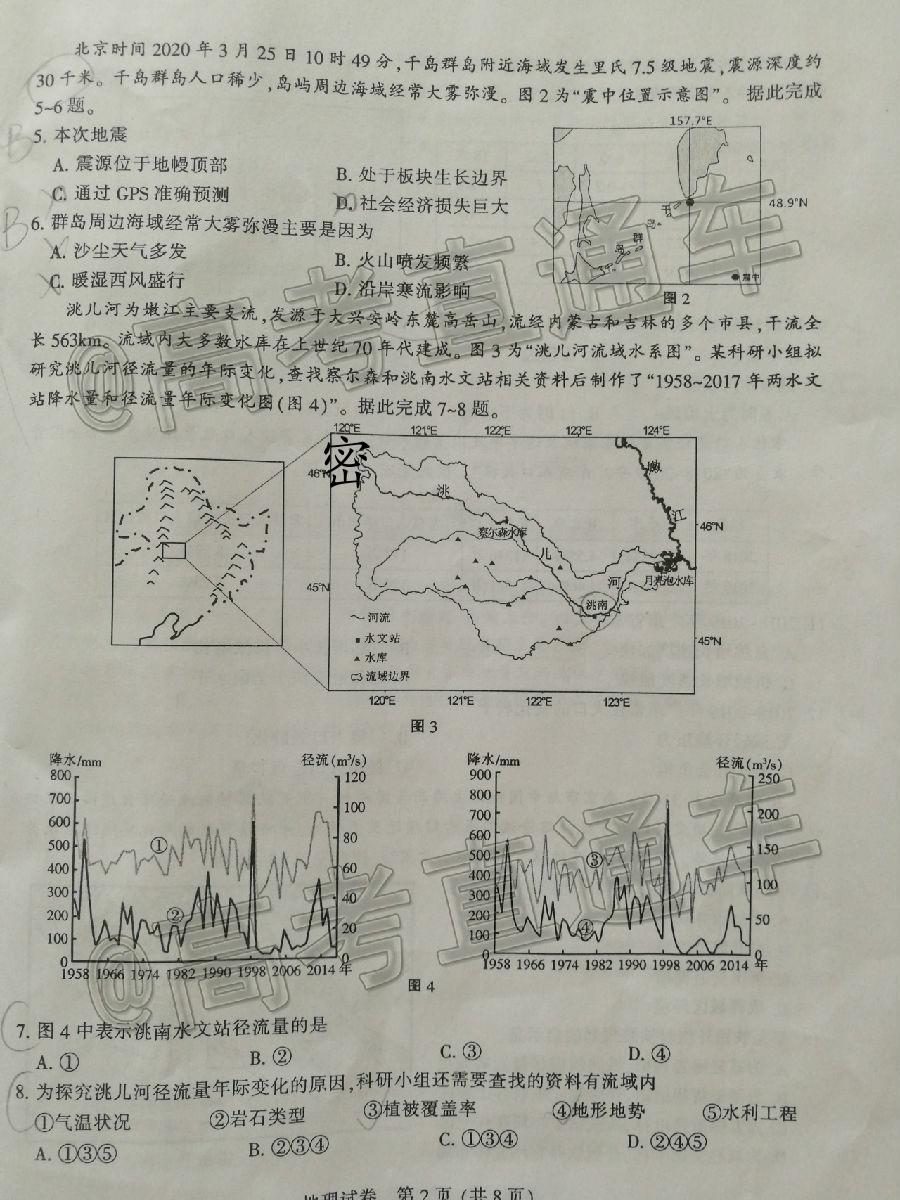 北京时间 2020 年 3 月 25 日 10 时 49 分,千岛群岛附近海域发生里氏 7.5 级地震,震源深度约
30 千米。千岛群岛人口稀少,岛屿周边海域经常大雾弥漫。图 2 为“震中位置示意图”。 据此完成
5~6 题。
B
5. 本次地震
A. 震源位于地幔顶部
B. 处于板块生长边界
C. 通过 GPS 准确预测
D. 社会经济损失巨大
B
6. 群岛周边海域经常大雾弥漫主要是因为
A. 沙尘天气多发
B. 火山喷发频繁
C. 暖湿西风盛行
D. 沿岸寒流影响
157.7°E
48.9°N
千
岛
群
岛
震中
图 2
洮儿河为嫩江主要支流,发源于大兴安岭东麓高岳山,流经内蒙古和吉林的多个市县,干流全
长 563km。流域内大多数水库在上世纪 70 年代建成。图 3 为“洮儿河流域水系图”。某科研小组拟
研究洮儿河径流量的年际变化,查找察尔森和洮南水文站相关资料后制作了“1958~2017 年两水文
站降水量和径流量年际变化图(图 4)”。据此完成 7~8 题。
120°E 121°E 122°E 123°E 124°E
密
46°N
45°N
46°N
45°N
洮
儿
河
嫩
江
察尔森水库
月亮泡水库
洮南
河流
水文站
水库
流域边界
120°E 121°E 122°E 123°E
图 3
降水/mm 径流(m³/s)
800
700
600
500
400
300
200
100
0
120
100
80
60
40
20
0
①
②
1958 1966 1974 1982 1990 1998 2006 2014 年
降水/mm 径流(m³/s)
900
800
700
600
500
400
300
200
100
0
250
200
150
100
50
0
③
④
1958 1966 1974 1982 1990 1998 2006 2014 年
图 4
C
7. 图 4 中表示洮南水文站径流量的是
A. ① B. ② C. ③ D. ④
C
8. 为探究洮儿河径流量年际变化的原因,科研小组还需要查找的资料有流域内
①气温状况 ②岩石类型 ③植被覆盖率 ④地形地势 ⑤水利工程
A. ①③⑤ B. ②③④ C. ①③④ D. ②④⑤
地理试卷 第 2 页 (共 8 页)
@高考直通车
@高考直通车